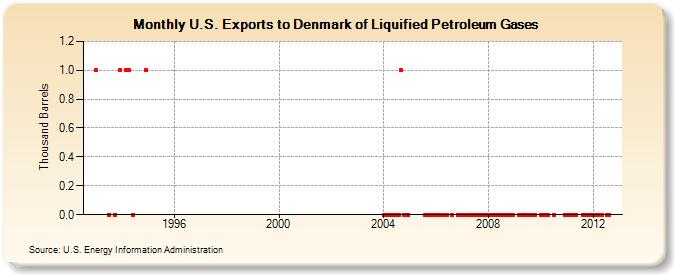 Monthly U.S. Exports to Denmark of Liquified Petroleum Gases
Thousand Barrels
1.2
1.0
0.8
0.6
0.4
0.2
0.0
1996 2000 2004 2008 2012
Source: U.S. Energy Information Administration